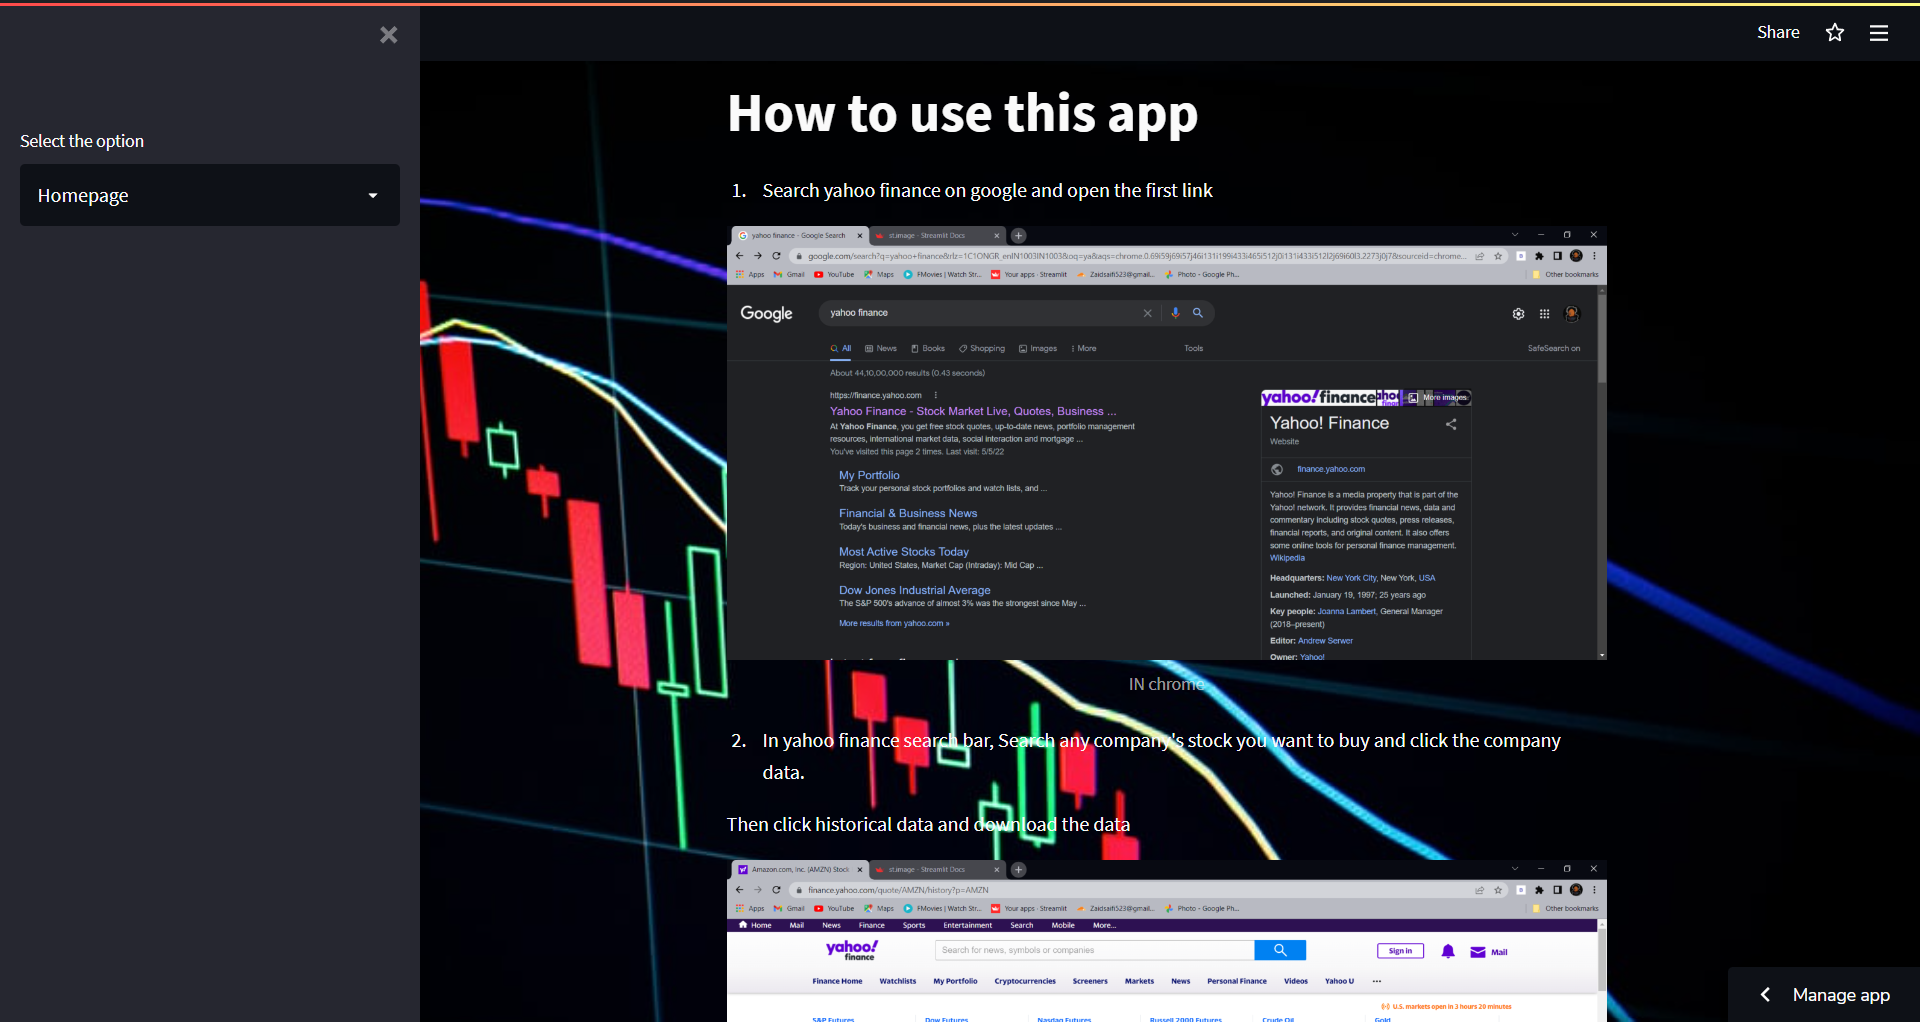 Share
Select the option
Homepage
How to use this app
1. Search yahoo finance on google and open the first link
yahoo finance - Google Search
st.image - Streamlit Docs
Apps Gmail YouTube Maps FMovies | Watch Str... Your apps · Streamlit Zaidsaifi523@gmail... Photo - Google Ph... Other bookmarks
Google
yahoo finance
All News Books Shopping Images More Tools SafeSearch on
About 44,10,00,000 results (0.43 seconds)
https://finance.yahoo.com
Yahoo Finance - Stock Market Live, Quotes, Business ...
At Yahoo Finance, you get free stock quotes, up-to-date news, portfolio management
resources, international market data, social interaction and mortgage ...
You've visited this page 2 times. Last visit: 5/5/22
My Portfolio
Track your personal stock portfolios and watch lists, and ...
Financial & Business News
Today's business and financial news, plus the latest updates ...
Most Active Stocks Today
Region: United States, Market Cap (Intraday): Mid Cap ...
Dow Jones Industrial Average
The S&P 500's advance of almost 3% was the strongest since May ...
More results from yahoo.com »
yahoo!finance
More images
Yahoo! Finance
Website
finance.yahoo.com
Yahoo! Finance is a media property that is part of the
Yahoo! network. It provides financial news, data and
commentary including stock quotes, press releases,
financial reports, and original content. It also offers
some online tools for personal finance management.
Wikipedia
Headquarters: New York City, New York, USA
Launched: January 19, 1997; 25 years ago
Key people: Joanna Lambert, General Manager
(2018–present)
Editor: Andrew Serwer
Owner: Yahoo!
IN chrome
2. In yahoo finance search bar, Search any company's stock you want to buy and click the company
data.
Then click historical data and download the data
Amazon.com, Inc. (AMZN) Stock
st.image - Streamlit Docs
finance.yahoo.com/quote/AMZN/history?p=AMZN
Apps Gmail YouTube Maps FMovies | Watch Str... Your apps · Streamlit Zaidsaifi523@gmail... Photo - Google Ph... Other bookmarks
Home Mail News Finance Sports Entertainment Search Mobile More...
yahoo!
finance
Search for news, symbols or companies
Sign in
Mail
Finance Home Watchlists My Portfolio Cryptocurrencies Screeners Markets News Personal Finance Videos Yahoo U ...
U.S. markets open in 3 hours 20 minutes
S&P Futures Dow Futures Nasdaq Futures Russell 2000 Futures Crude Oil Gold
Manage app